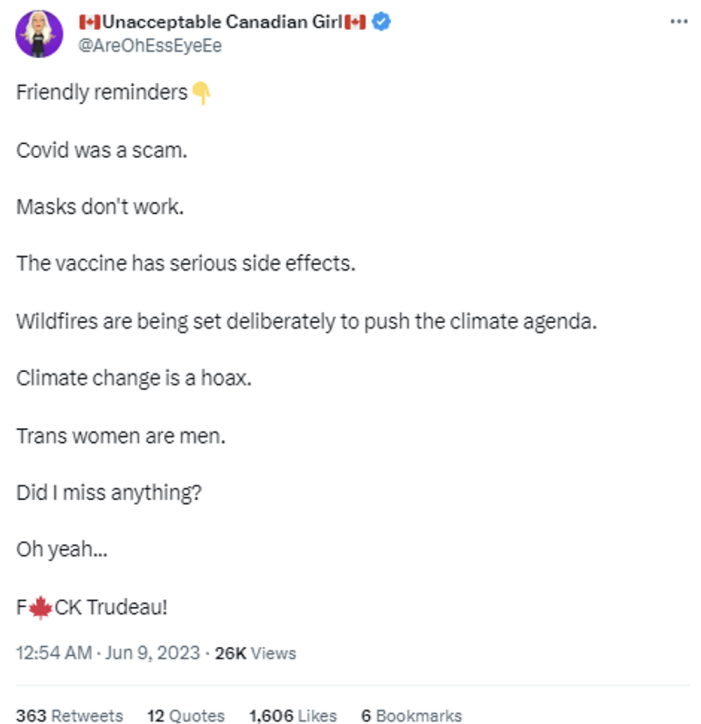 🇨🇦Unacceptable Canadian Girl🇨🇦
@AreOhEssEyeEe
Friendly reminders👇
Covid was a scam.
Masks don't work.
The vaccine has serious side effects.
Wildfires are being set deliberately to push the climate agenda.
Climate change is a hoax.
Trans women are men.
Did I miss anything?
Oh yeah...
F🍁CK Trudeau!
12:54 AM · Jun 9, 2023 · 26K Views
363 Retweets 12 Quotes 1,606 Likes 6 Bookmarks